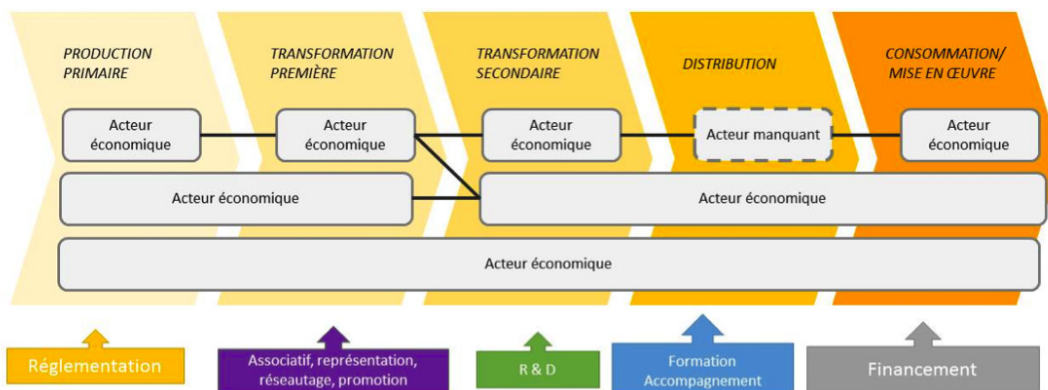 PRODUCTION
PRIMAIRE
TRANSFORMATION
PREMIÈRE
TRANSFORMATION
SECONDAIRE
DISTRIBUTION
CONSOMMATION/
MISE EN ŒUVRE
Acteur
économique
Acteur
économique
Acteur
économique
Acteur manquant
Acteur
économique
Acteur économique
Acteur économique
Acteur économique
Réglementation
Associatif, représentation,
réseautage, promotion
R & D
Formation
Accompagnement
Financement